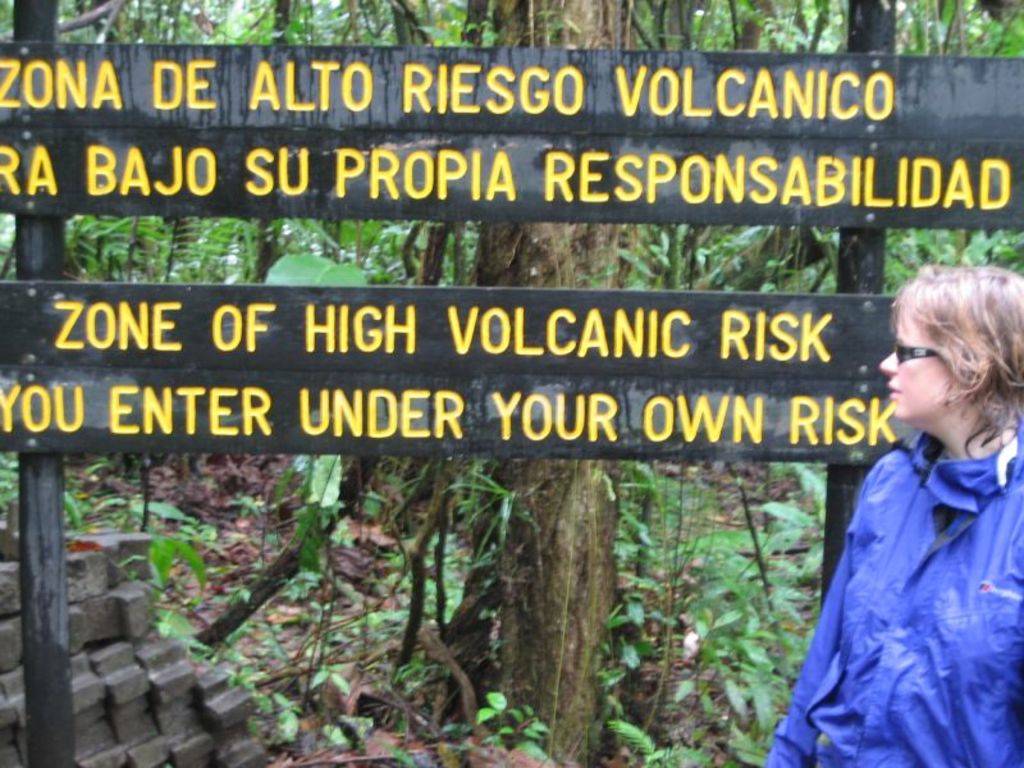 ZONA DE ALTO RIESGO VOLCANICO
RA BAJO SU PROPIA RESPONSABILIDAD
ZONE OF HIGH VOLCANIC RISK
YOU ENTER UNDER YOUR OWN RISK